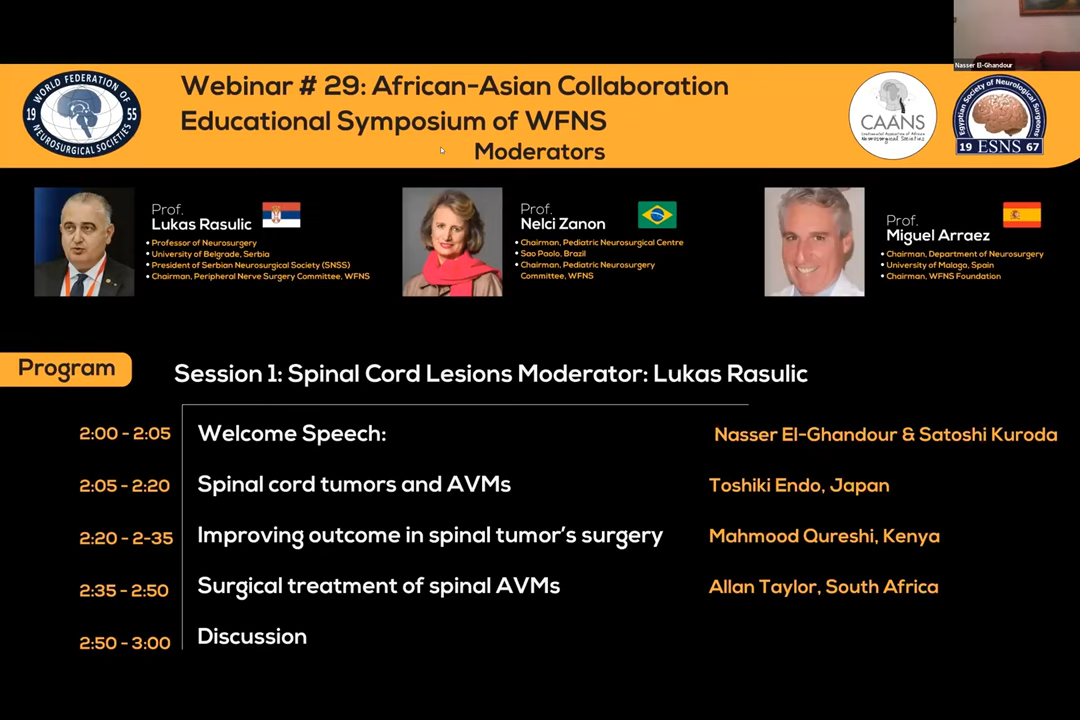 Nasser El-Ghandour
WORLD FEDERATION OF
19 55
NEUROSURGICAL SOCIETIES
Webinar # 29: African-Asian Collaboration
Educational Symposium of WFNS
Moderators
CAANS
Continental Association of African
Neurosurgical Societies
Egyptian Society of Neurological Surgeons
19 ESNS 67
Prof.
Lukas Rasulic
• Professor of Neurosurgery
• University of Belgrade, Serbia
• President of Serbian Neurosurgical Society (SNSS)
• Chairman, Peripheral Nerve Surgery Committee, WFNS
Prof.
Nelci Zanon
• Chairman, Pediatric Neurosurgical Centre
• Sao Paolo, Brazil
• Chairman, Pediatric Neurosurgery
Committee, WFNS
Prof.
Miguel Arraez
• Chairman, Department of Neurosurgery
• University of Malaga, Spain
• Chairman, WFNS Foundation
Program
Session 1: Spinal Cord Lesions Moderator: Lukas Rasulic
2:00 - 2:05 Welcome Speech: Nasser El-Ghandour & Satoshi Kuroda
2:05 - 2:20 Spinal cord tumors and AVMs Toshiki Endo, Japan
2:20 - 2-35 Improving outcome in spinal tumor's surgery Mahmood Qureshi, Kenya
2:35 - 2:50 Surgical treatment of spinal AVMs Allan Taylor, South Africa
2:50 - 3:00 Discussion